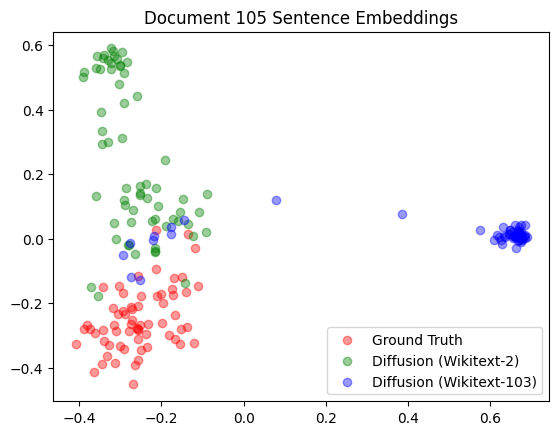 Document 105 Sentence Embeddings
0.6
0.4
0.2
0.0
−0.2
−0.4
−0.4 −0.2 0.0 0.2 0.4 0.6
Ground Truth
Diffusion (Wikitext-2)
Diffusion (Wikitext-103)